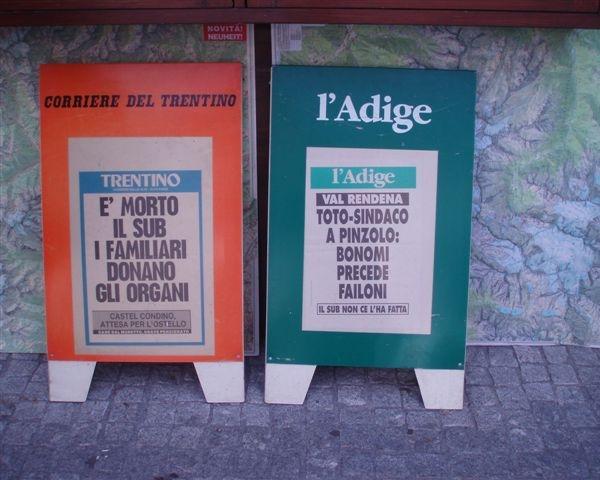 NOVITÀ!
NEUHEIT!
CORRIERE DEL TRENTINO
TRENTINO
E' MORTO
IL SUB
I FAMILIARI
DONANO
GLI ORGANI
CASTEL CONDINO,
ATTESA PER L'OSTELLO
l'Adige
l'Adige
VAL RENDENA
TOTO-SINDACO
A PINZOLO:
BONOMI
PRECEDE
FAILONI
IL SUB NON CE L'HA FATTA